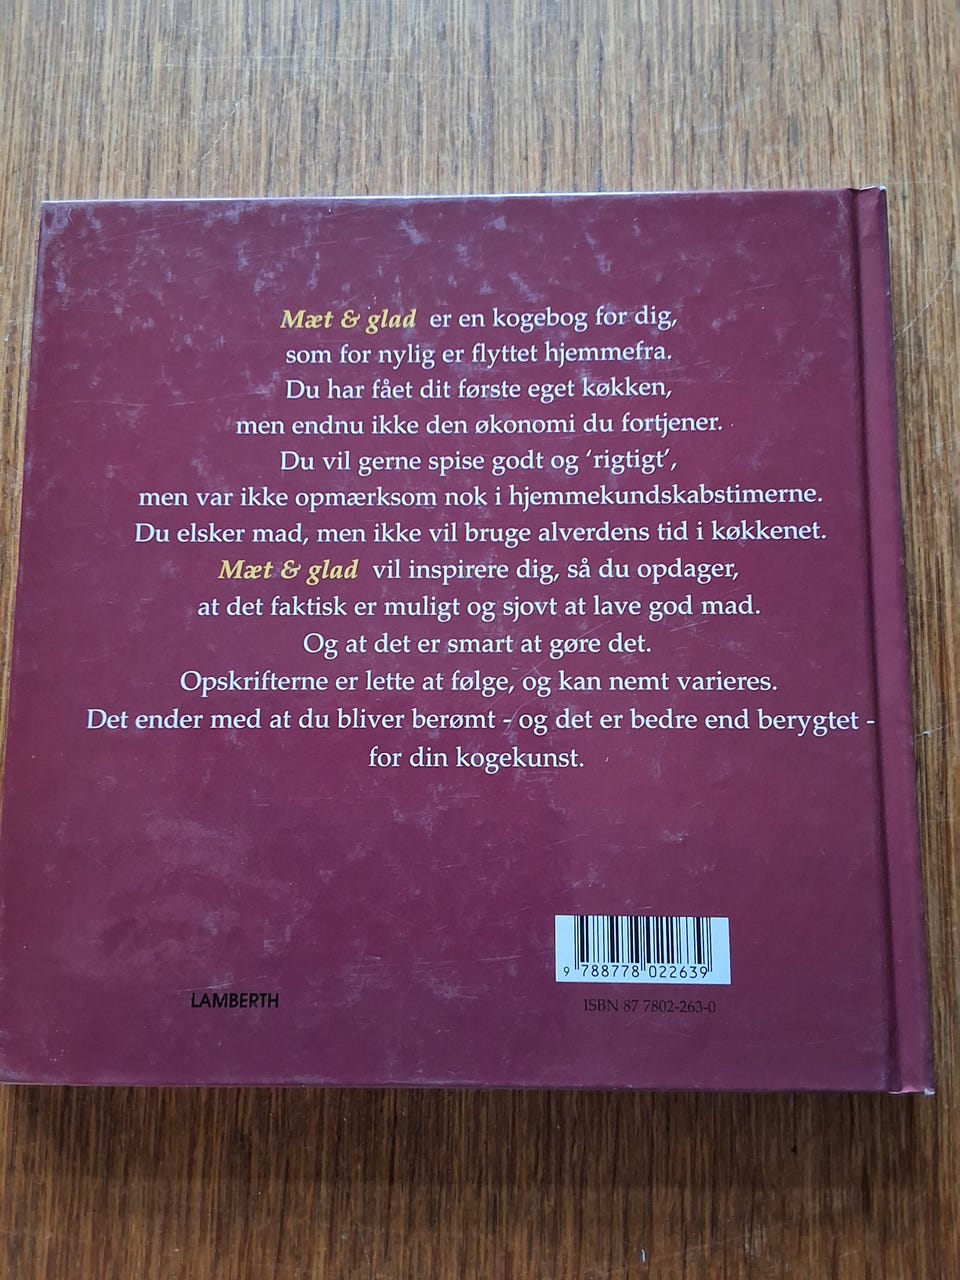 Mæt & glad er en kogebog for dig,
som for nylig er flyttet hjemmefra.
Du har fået dit første eget køkken,
men endnu ikke den økonomi du fortjener.
Du vil gerne spise godt og ‘rigtigt’,
men var ikke opmærksom nok i hjemmekundskabstimerne.
Du elsker mad, men ikke vil bruge alverdens tid i køkkenet.
Mæt & glad vil inspirere dig, så du opdager,
at det faktisk er muligt og sjovt at lave god mad.
Og at det er smart at gøre det.
Opskrifterne er lette at følge, og kan nemt varieres.
Det ender med at du bliver berømt - og det er bedre end berygtet -
for din kogekunst.
9 788778 022639
LAMBERTH
ISBN 87 7802-263-0